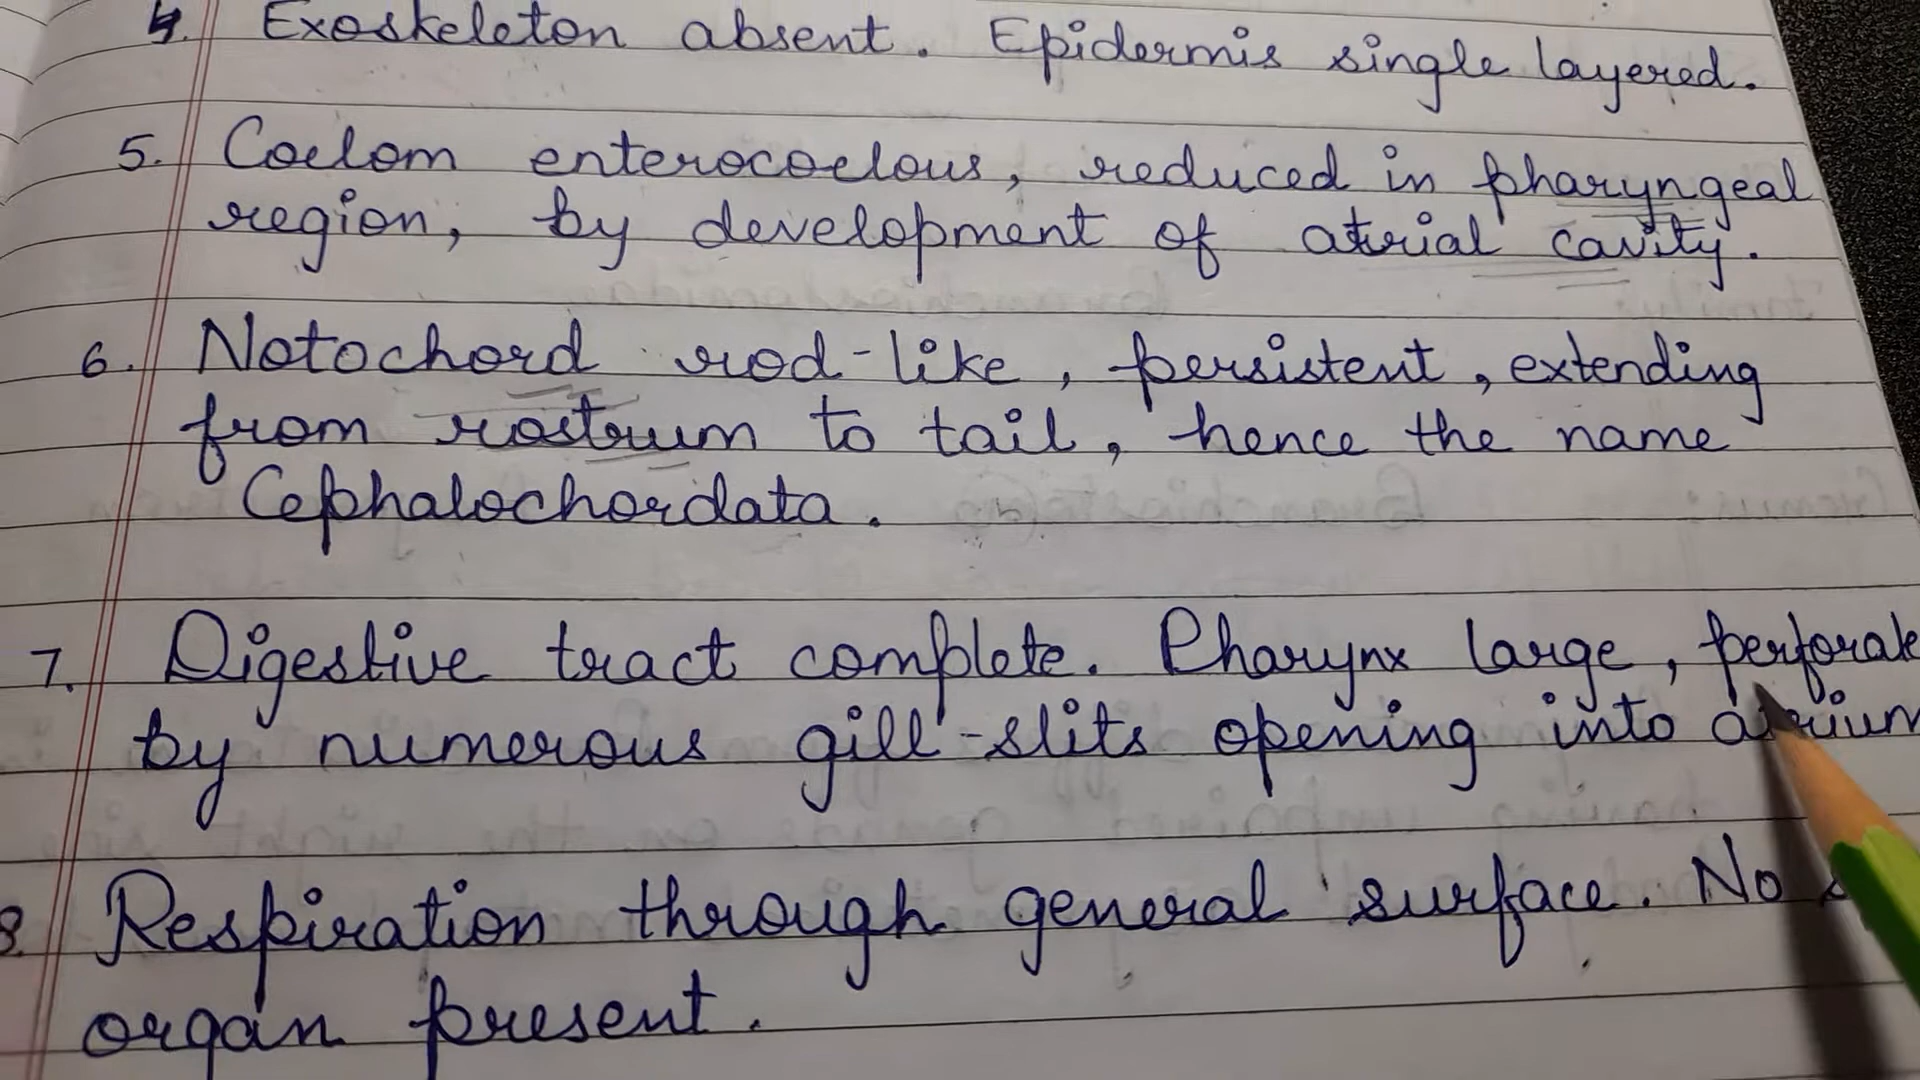 4. Exoskeleton absent. Epidermis single layered.
5. Coelom enterocoelous, reduced in pharyngeal
region, by development of atrial cavity.
6. Notochord rod-like, persistent, extending
from rostrum to tail, hence the name
Cephalochordata.
7. Digestive tract complete. Pharynx large, perforate
by numerous gill-slits opening into atrium
8. Respiration through general surface. No
organ present.